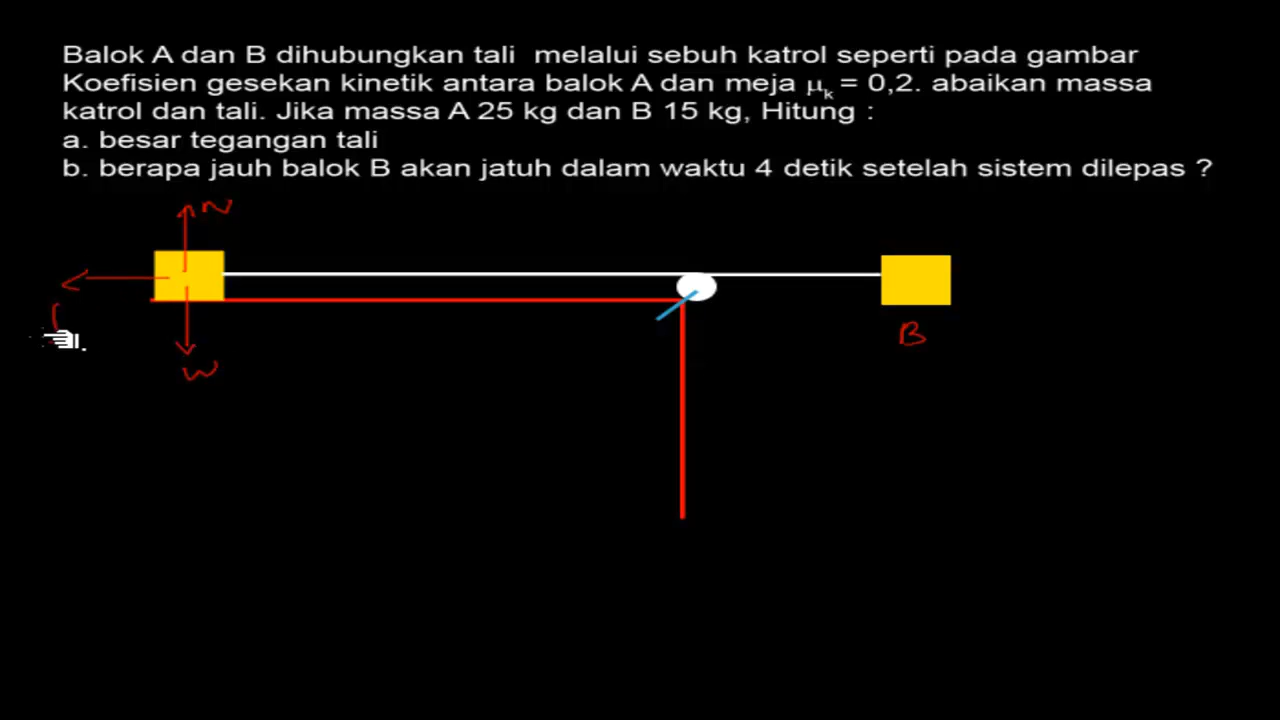 Balok A dan B dihubungkan tali melalui sebuh katrol seperti pada gambar
Koefisien gesekan kinetik antara balok A dan meja μk = 0,2. abaikan massa
katrol dan tali. Jika massa A 25 kg dan B 15 kg, Hitung :
a. besar tegangan tali
b. berapa jauh balok B akan jatuh dalam waktu 4 detik setelah sistem dilepas ?
N
B
W